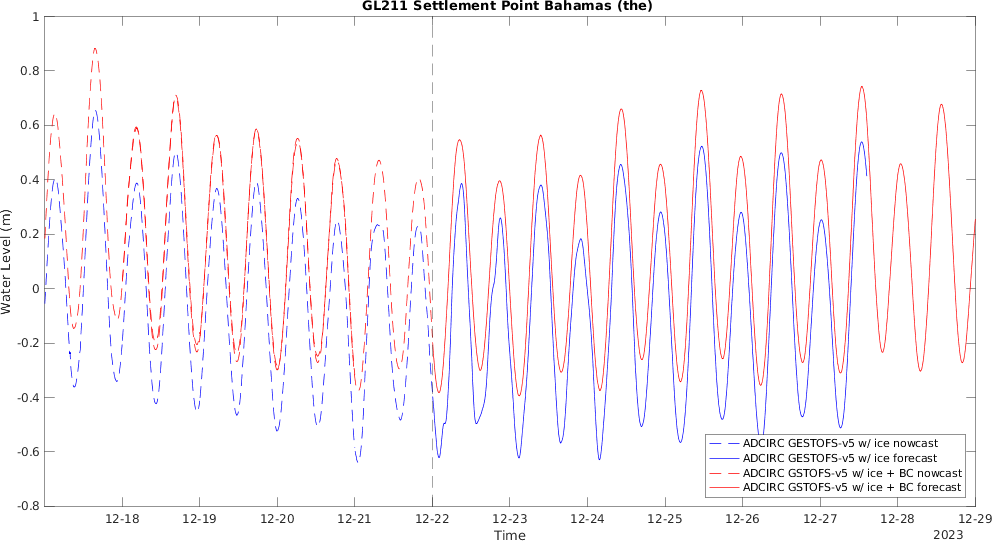 GL211 Settlement Point Bahamas (the)
1
0.8
0.6
0.4
0.2
0
-0.2
-0.4
-0.6
-0.8
Water Level (m)
12-18 12-19 12-20 12-21 12-22 12-23 12-24 12-25 12-26 12-27 12-28 12-29
Time
2023
ADCIRC GESTOFS-v5 w/ ice nowcast
ADCIRC GESTOFS-v5 w/ ice forecast
ADCIRC GSTOFS-v5 w/ ice + BC nowcast
ADCIRC GSTOFS-v5 w/ ice + BC forecast